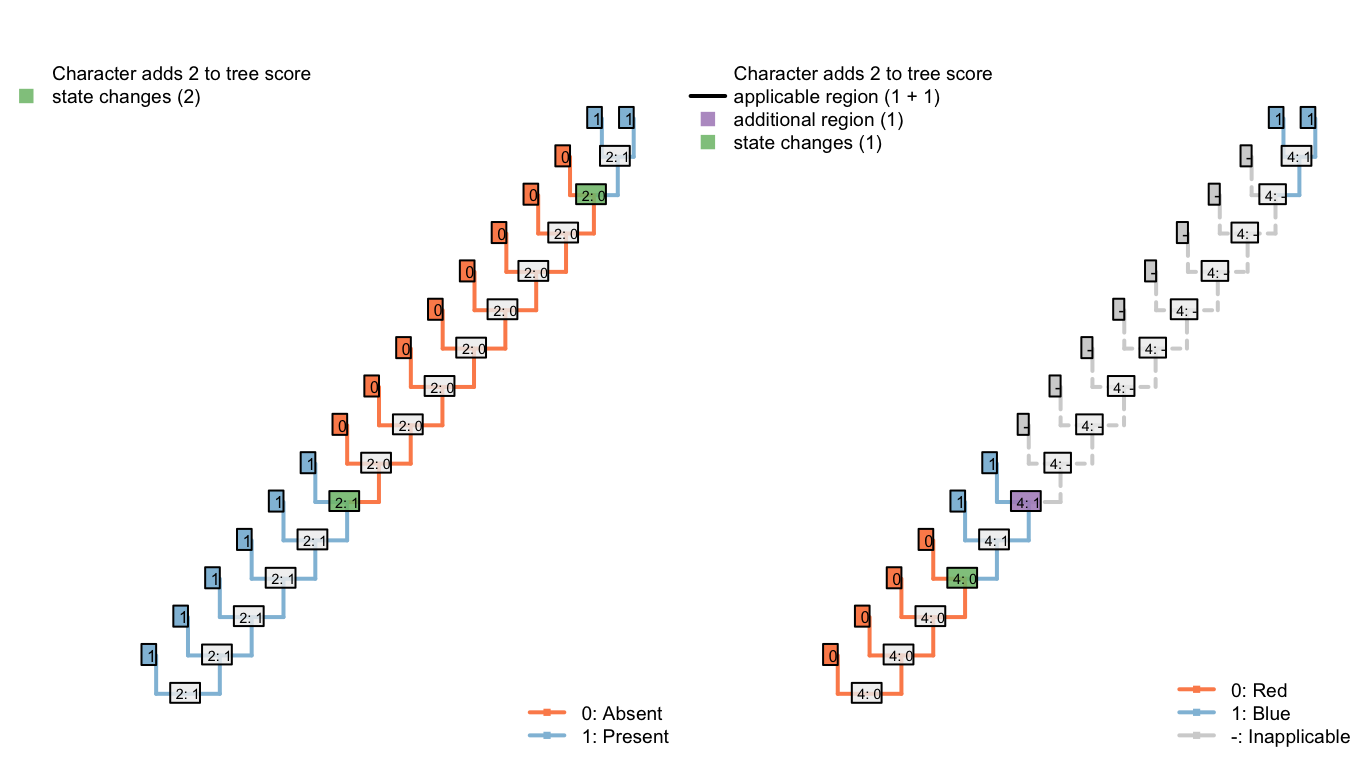 Character adds 2 to tree score
state changes (2)
1 1
0 2: 1
0 2: 0
0 2: 0
0 2: 0
0 2: 0
0 2: 0
0 2: 0
0 2: 0
1 2: 0
1 2: 1
1 2: 1
1 2: 1
1 2: 1
1 2: 1
2: 1
0: Absent
1: Present
Character adds 2 to tree score
applicable region (1 + 1)
additional region (1)
state changes (1)
1 1
- 4: 1
- 4: -
- 4: -
- 4: -
- 4: -
- 4: -
- 4: -
- 4: -
1 4: -
1 4: 1
0 4: 1
0 4: 0
0 4: 0
0 4: 0
4: 0
0: Red
1: Blue
-: Inapplicable